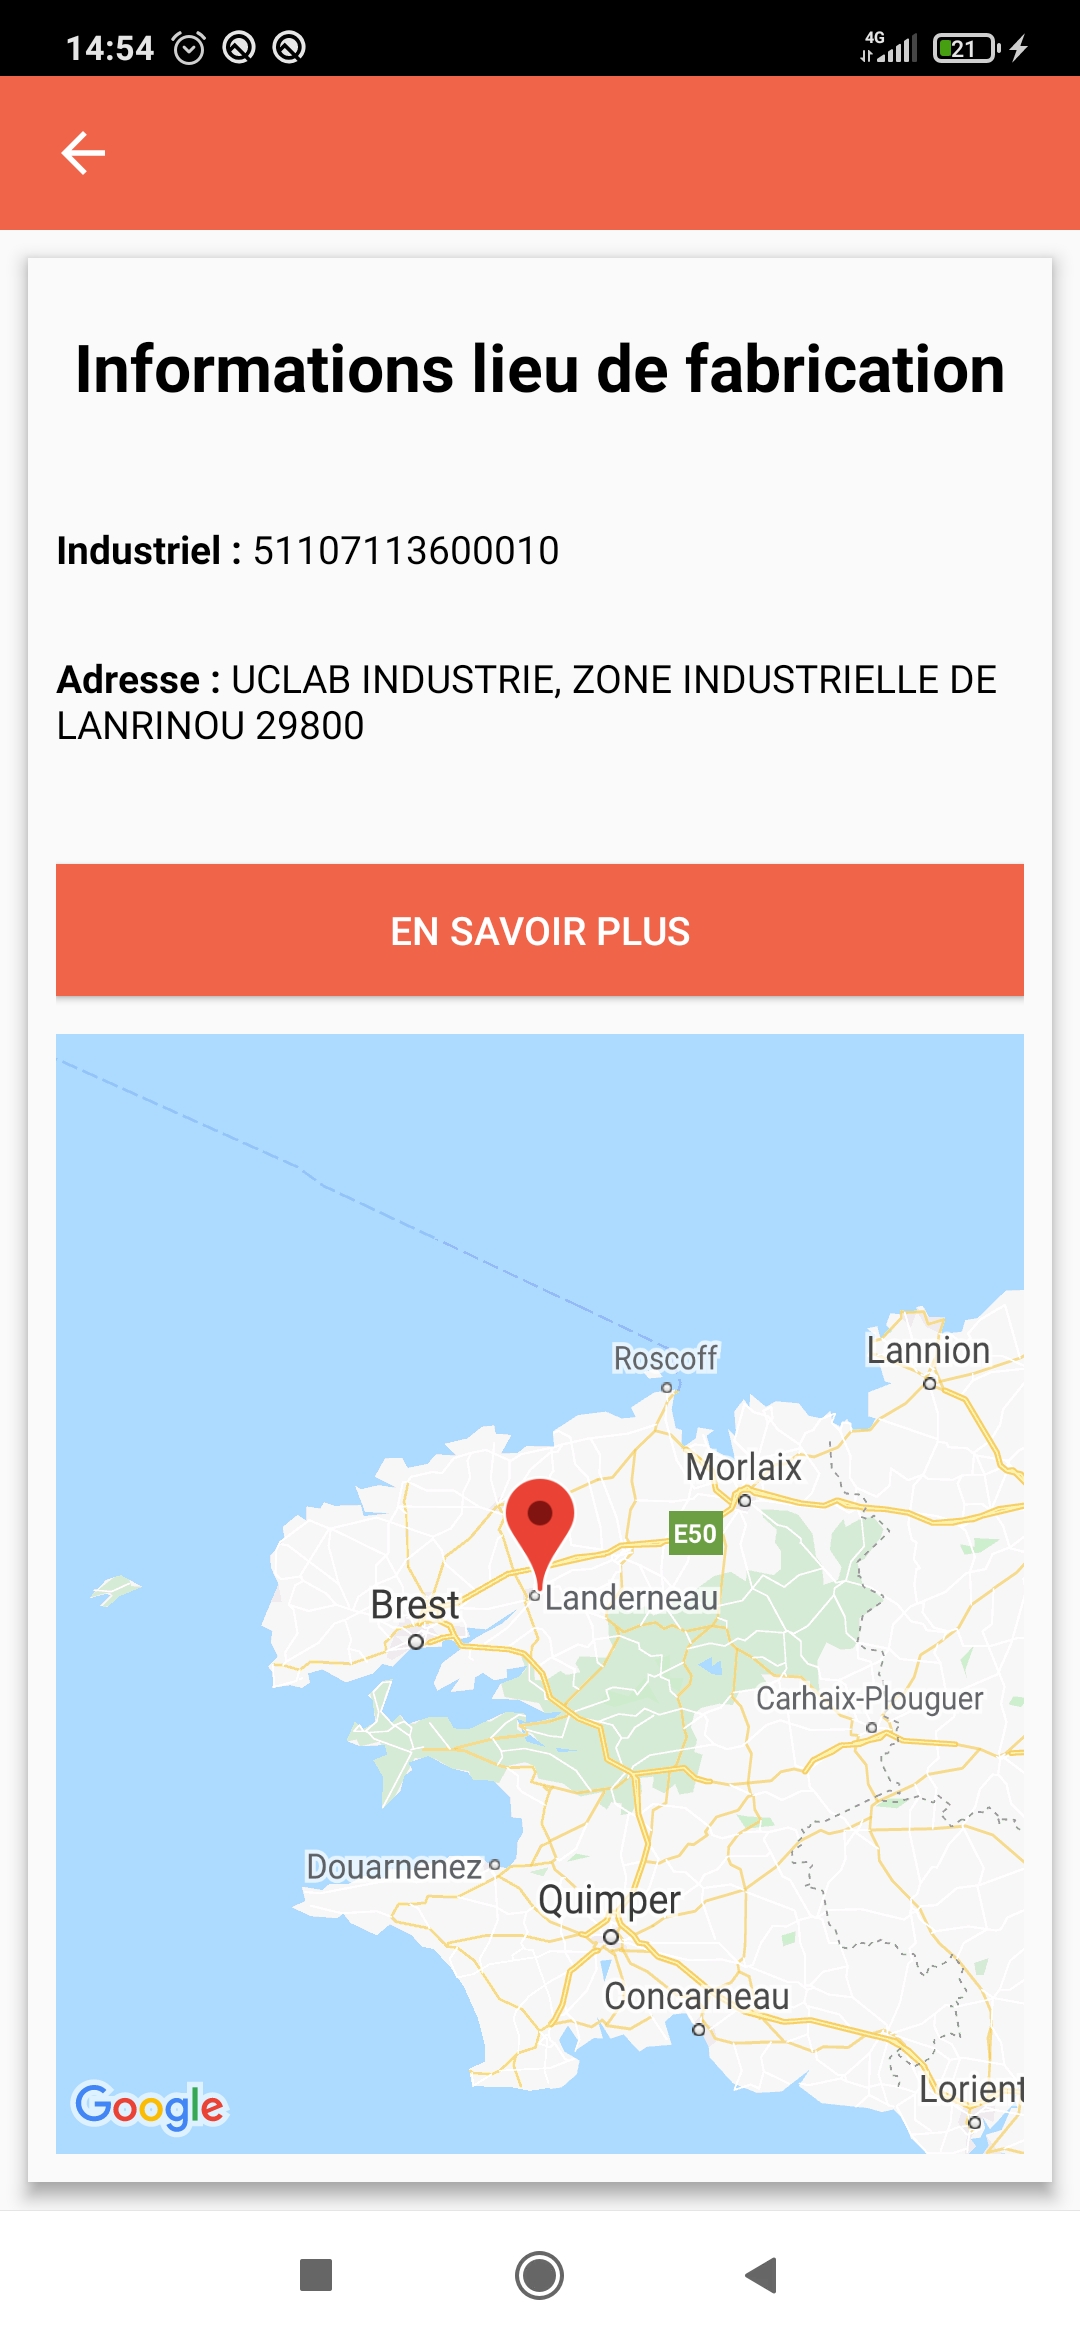 14:54
4G
21
Informations lieu de fabrication
Industriel : 51107113600010
Adresse : UCLAB INDUSTRIE, ZONE INDUSTRIELLE DE
LANRINOU 29800
EN SAVOIR PLUS
Roscoff
Lannion
Morlaix
E50
Brest
Landerneau
Carhaix-Plouguer
Douarnenez
Quimper
Concarneau
Lorient
Google